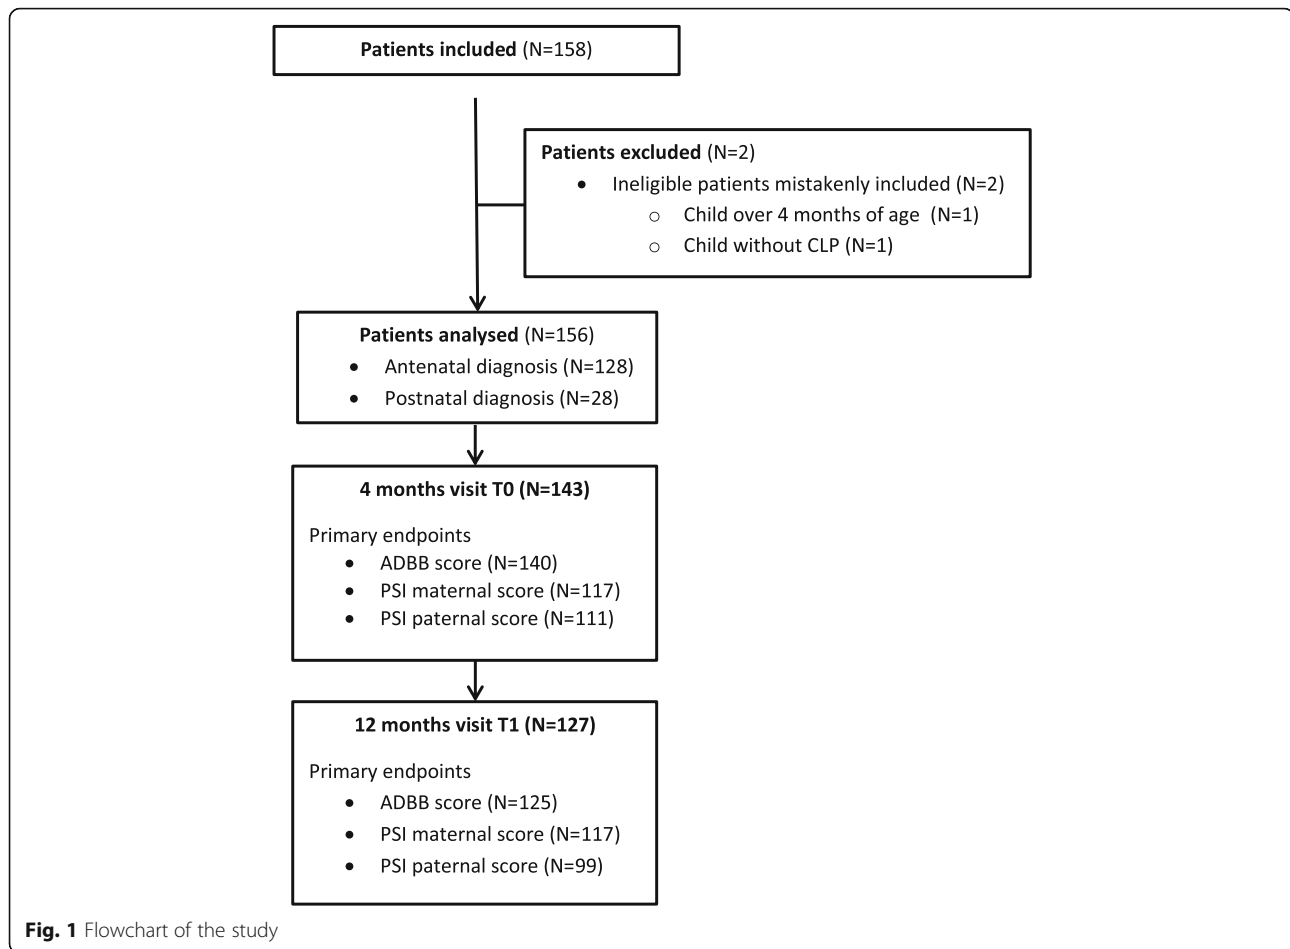 Patients included (N=158)
Patients excluded (N=2)
• Ineligible patients mistakenly included (N=2)
o Child over 4 months of age (N=1)
o Child without CLP (N=1)
Patients analysed (N=156)
• Antenatal diagnosis (N=128)
• Postnatal diagnosis (N=28)
4 months visit T0 (N=143)
Primary endpoints
• ADBB score (N=140)
• PSI maternal score (N=117)
• PSI paternal score (N=111)
12 months visit T1 (N=127)
Primary endpoints
• ADBB score (N=125)
• PSI maternal score (N=117)
• PSI paternal score (N=99)
Fig. 1 Flowchart of the study